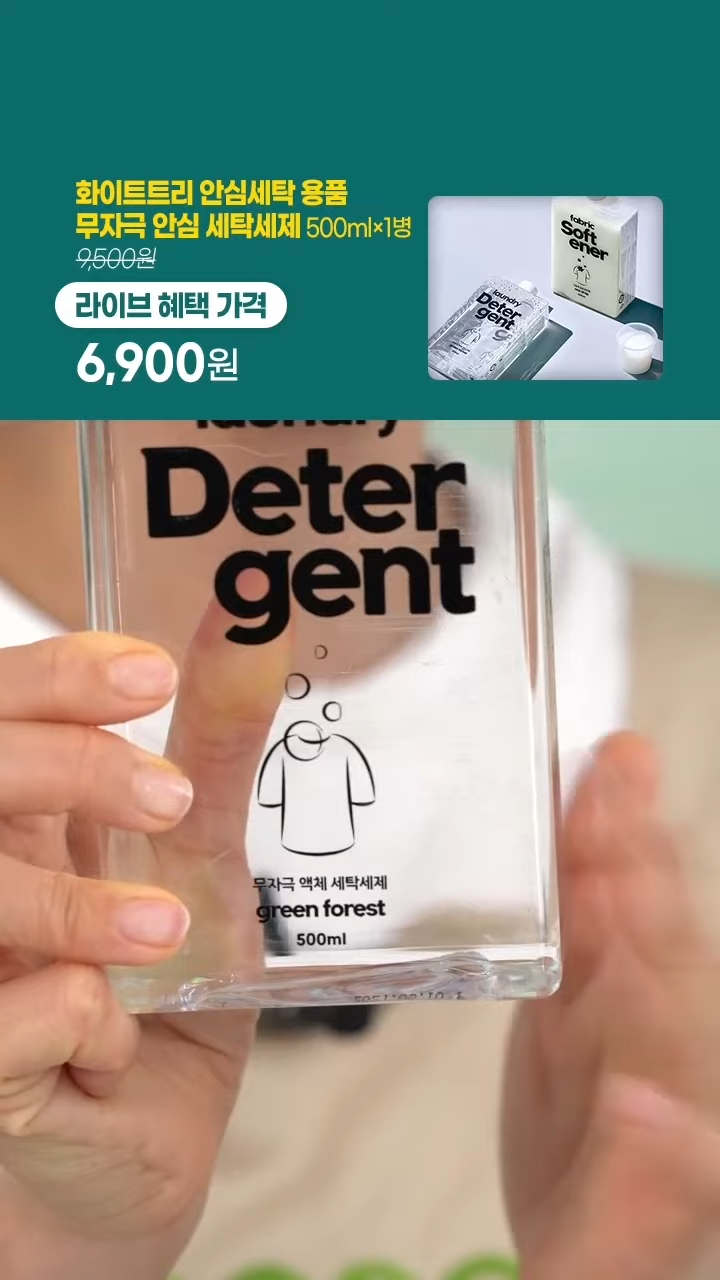 화이트트리 안심세탁 용품
무자극 안심 세탁세제 500ml×1병
9,500원
라이브 혜택 가격
6,900원
fabric
Soft
ener
laundry
Deter
gent
laundry
Deter
gent
무자극 액체 세탁세제
green forest
500ml